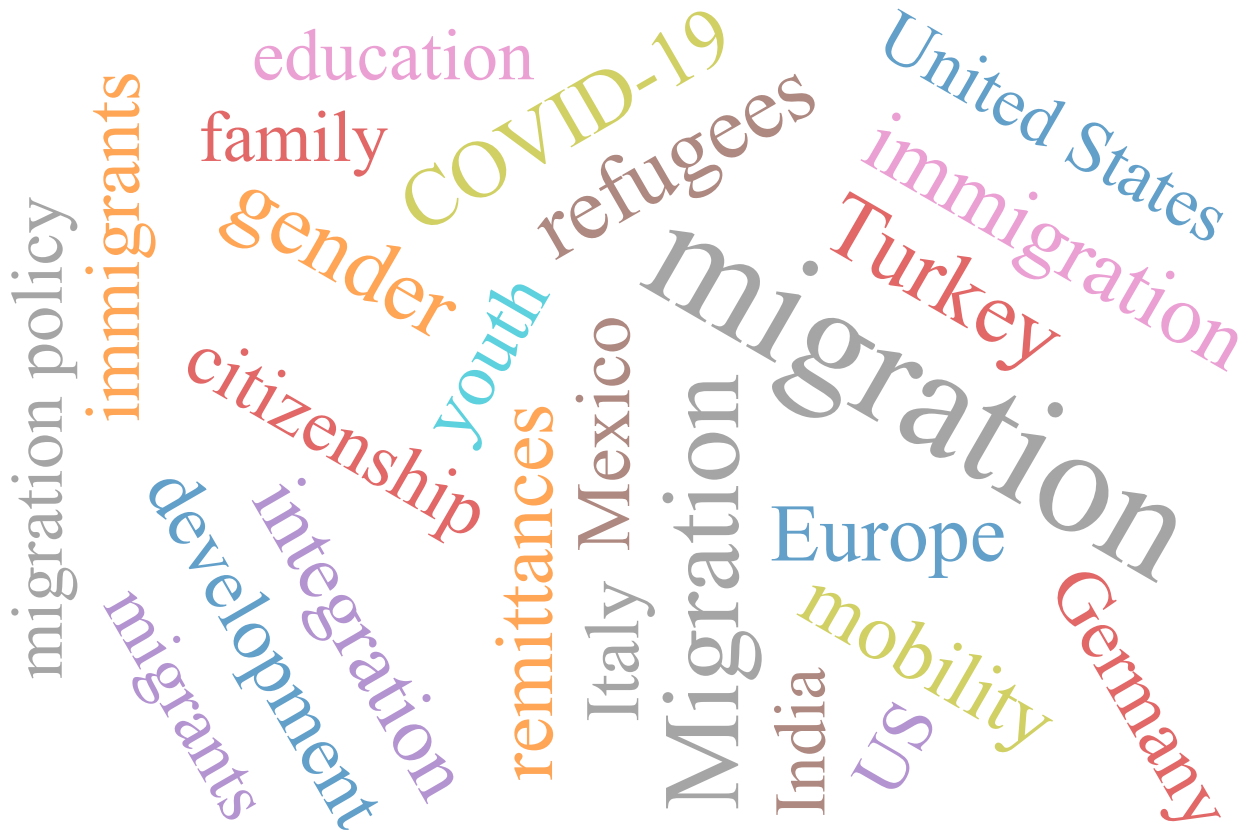 education
COVID-19
United States
family
refugees
immigrants
immigration
gender
Turkey
migration policy
migration
youth
citizenship
Mexico
remittances
Migration
Europe
development
integration
migrants
Italy
mobility
Germany
India
US